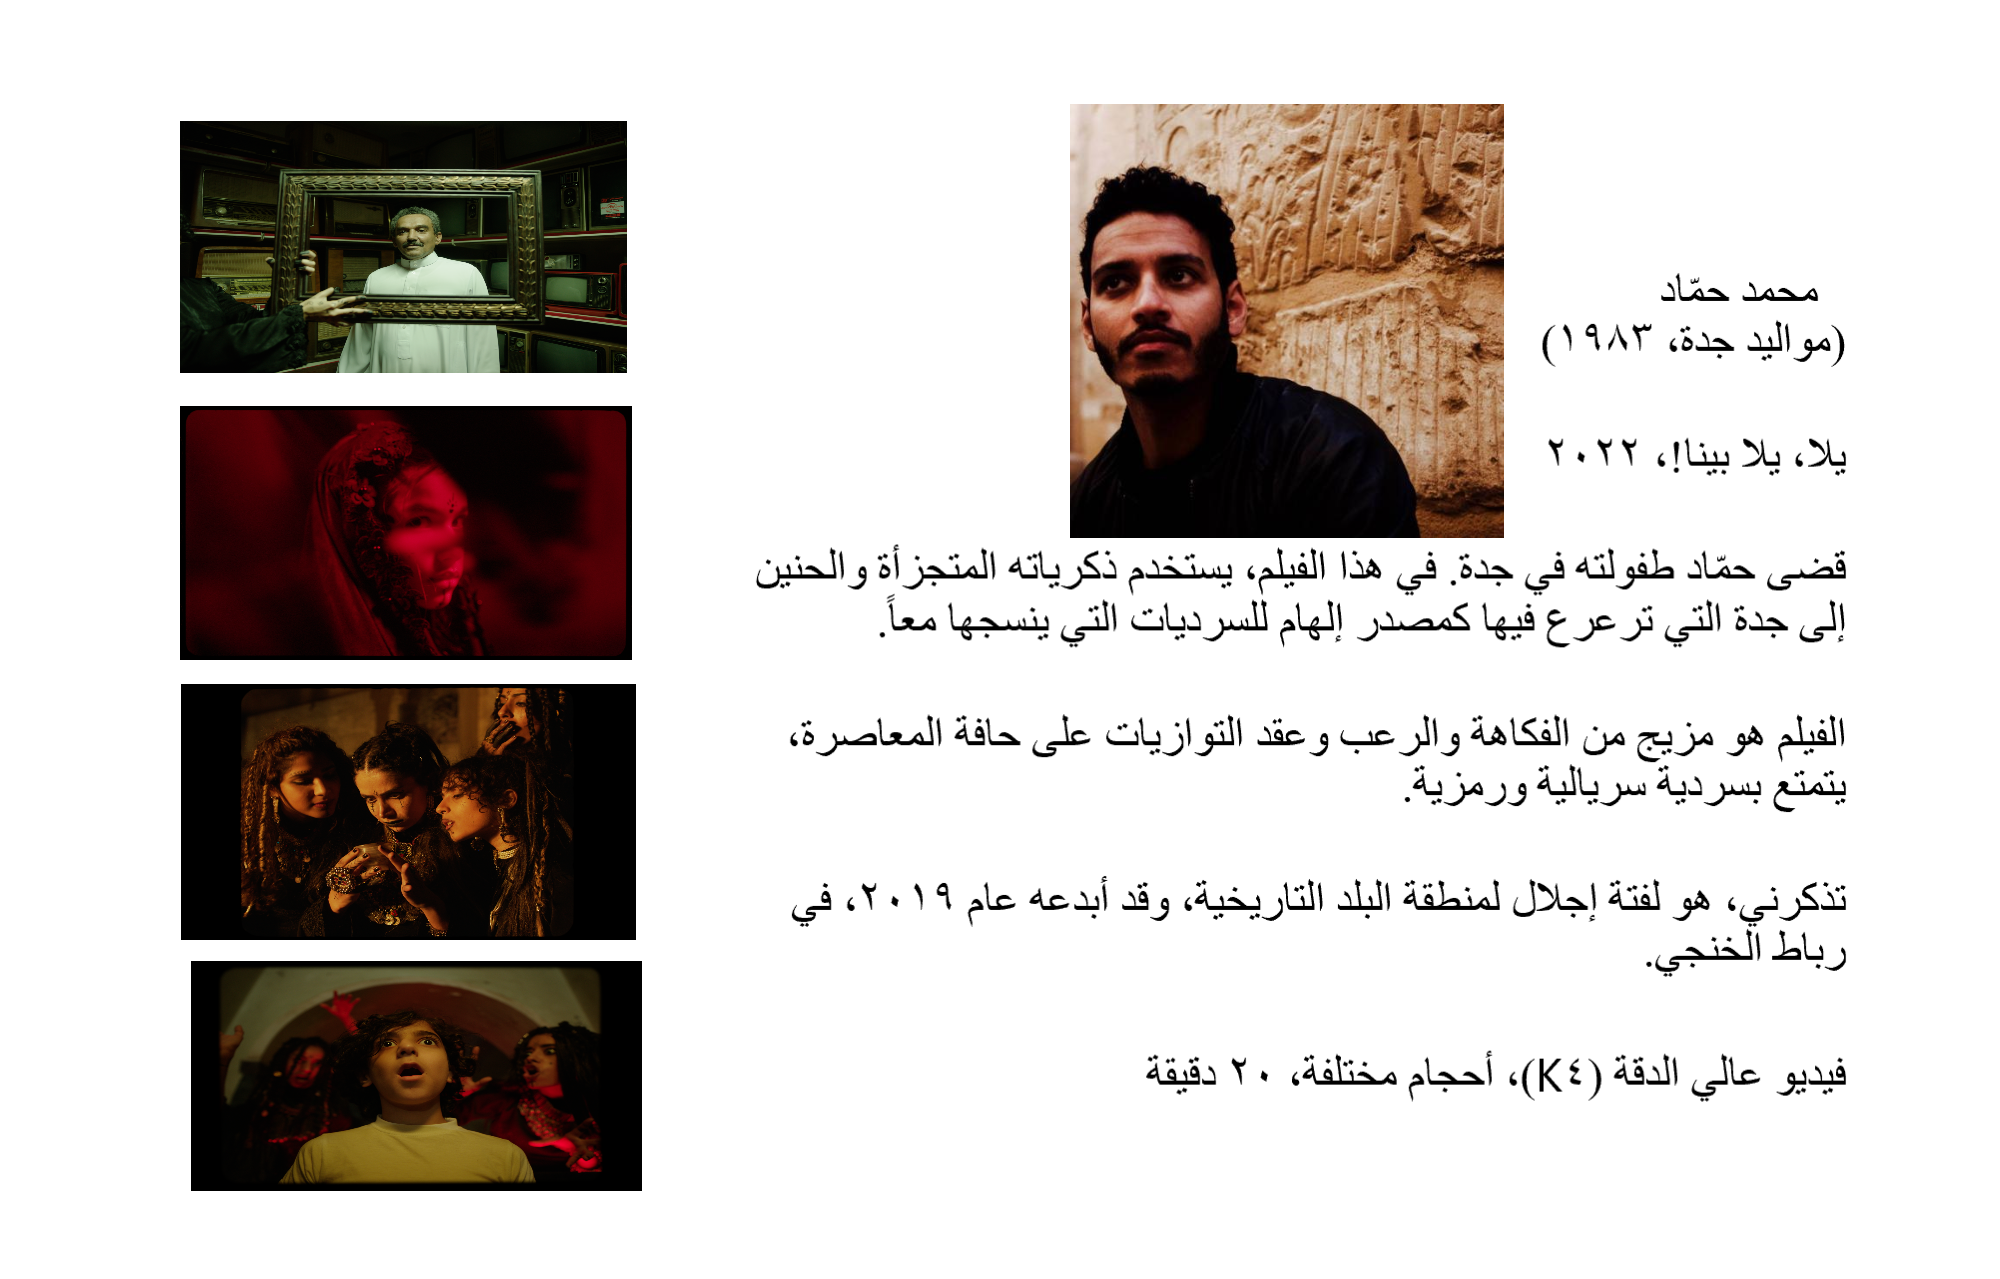 محمد حمّاد
(مواليد جدة، ١٩٨٣)
يلا، يلا بينا!، ٢٠٢٢
قضى حمّاد طفولته في جدة. في هذا الفيلم، يستخدم ذكرياته المتجزأة والحنين
إلى جدة التي ترعرع فيها كمصدر إلهام للسرديات التي ينسجها معاً.
الفيلم هو مزيج من الفكاهة والرعب وعقد التوازيات على حافة المعاصرة،
يتمتع بسردية سريالية ورمزية.
تذكرني، هو لفتة إجلال لمنطقة البلد التاريخية، وقد أبدعه عام ٢٠١٩، في
رباط الخنجي.
فيديو عالي الدقة (K٤)، أحجام مختلفة، ٢٠ دقيقة